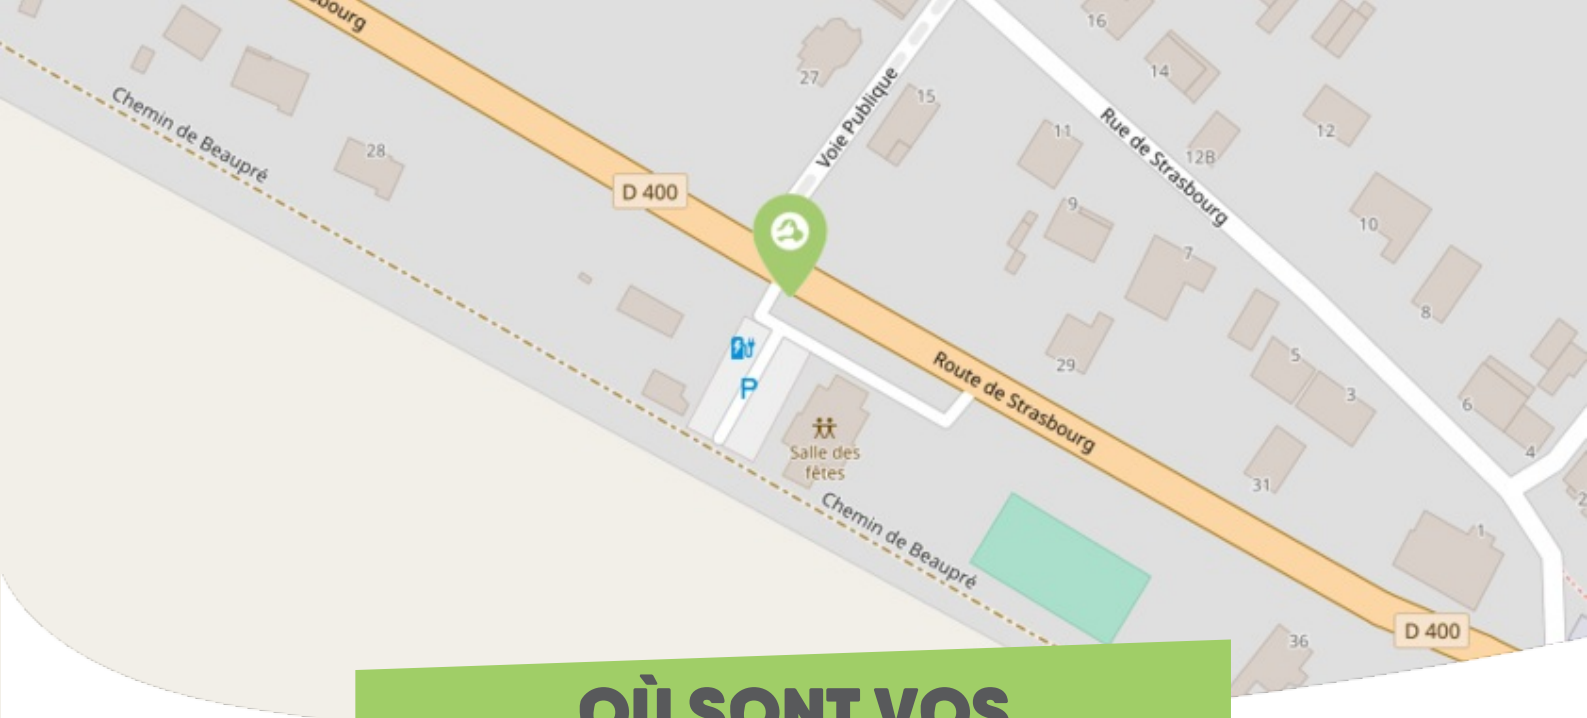 sbourg
16
27
14
Voie Publique
15
Chemin de Beaupré
Rue de Strasbourg
11
12
28
12B
D 400
9
10
7
8
29
5
Route de Strasbourg
3
P
6
Salle des
fêtes
4
31
Chemin de Beaupré
2
1
D 400
36
OÙ SONT VOS